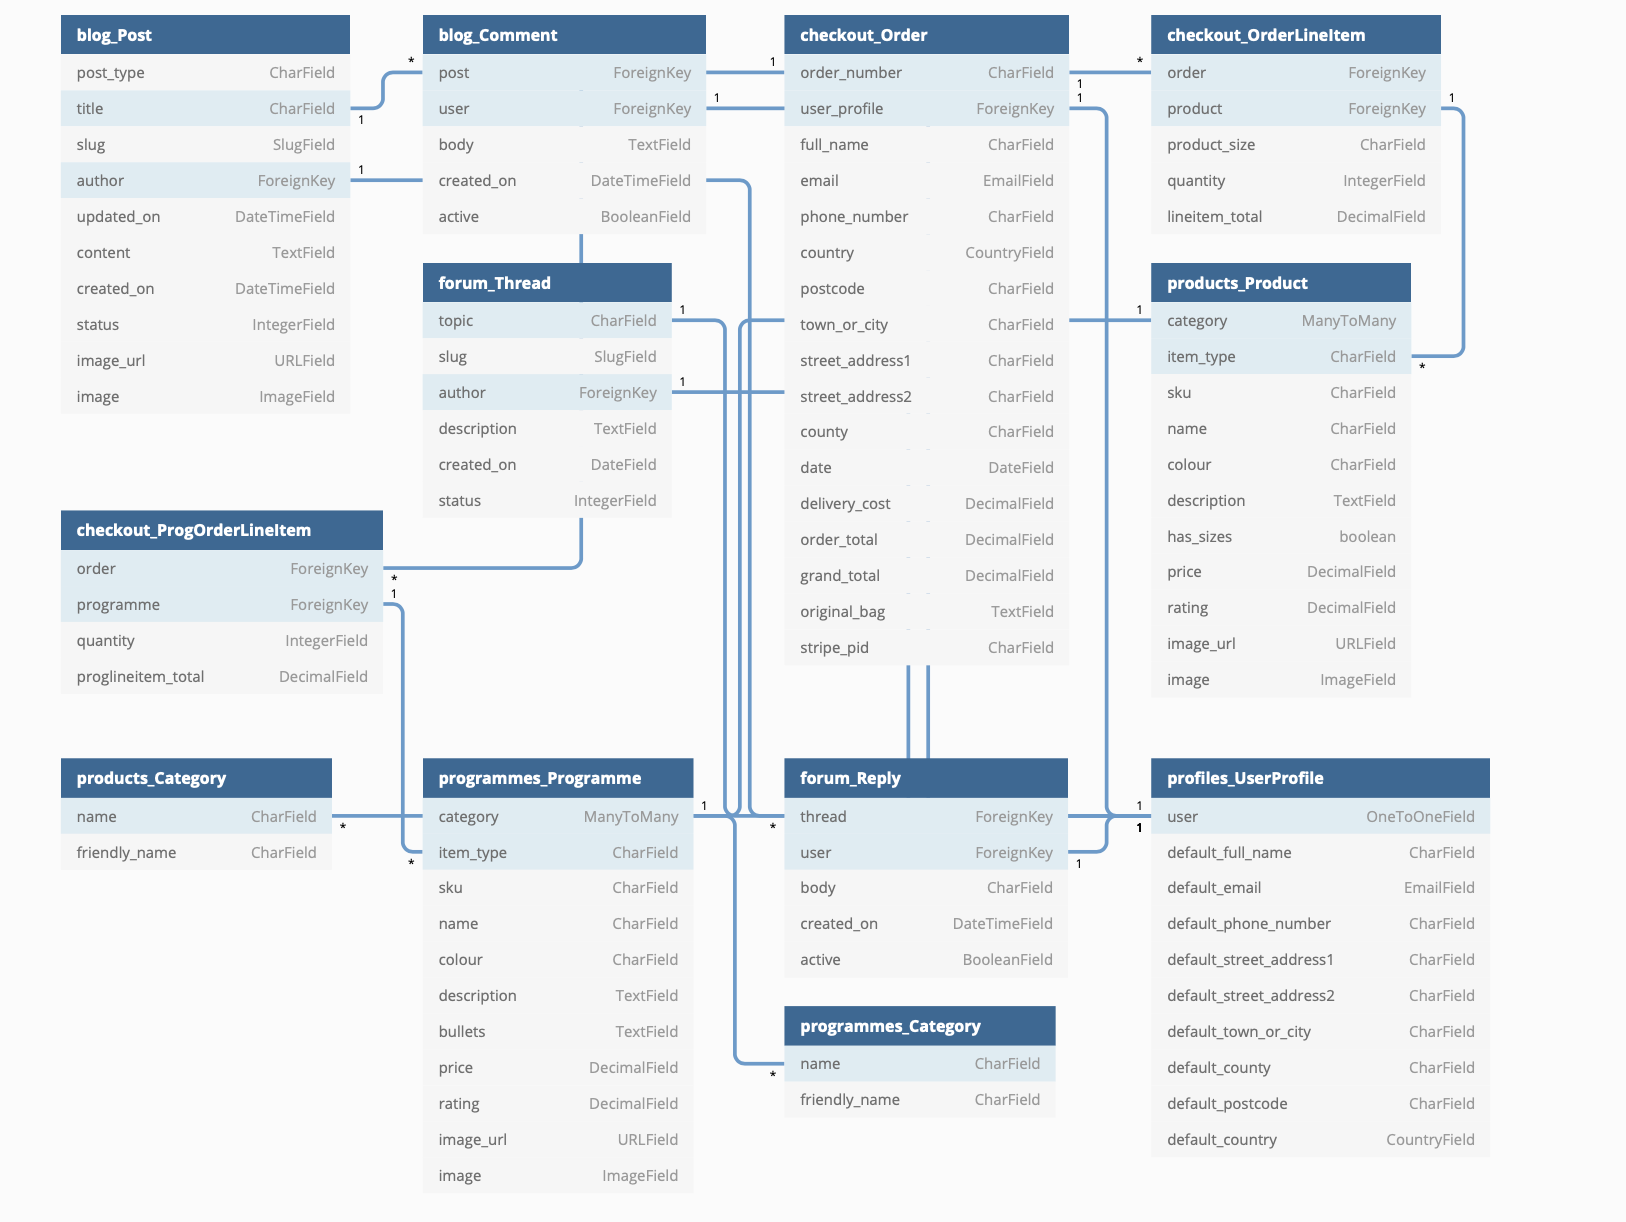 blog_Post
post_type CharField
title CharField
slug SlugField
author ForeignKey
updated_on DateTimeField
content TextField
created_on DateTimeField
status IntegerField
image_url URLField
image ImageField
1
1
*
blog_Comment
post ForeignKey
user ForeignKey
body TextField
created_on DateTimeField
active BooleanField
1
1
checkout_Order
order_number CharField
user_profile ForeignKey
full_name CharField
email EmailField
phone_number CharField
country CountryField
postcode CharField
town_or_city CharField
street_address1 CharField
street_address2 CharField
county CharField
date DateField
delivery_cost DecimalField
order_total DecimalField
grand_total DecimalField
original_bag TextField
stripe_pid CharField
1
1
*
checkout_OrderLineItem
order ForeignKey
product ForeignKey
product_size CharField
quantity IntegerField
lineitem_total DecimalField
1
forum_Thread
topic CharField
slug SlugField
author ForeignKey
description TextField
created_on DateField
status IntegerField
1
1
1
products_Product
category ManyToMany
item_type CharField
sku CharField
name CharField
colour CharField
description TextField
has_sizes boolean
price DecimalField
rating DecimalField
image_url URLField
image ImageField
*
checkout_ProgOrderLineItem
order ForeignKey
programme ForeignKey
quantity IntegerField
proglineitem_total DecimalField
*
1
products_Category
name CharField
friendly_name CharField
*
*
programmes_Programme
category ManyToMany
item_type CharField
sku CharField
name CharField
colour CharField
description TextField
bullets TextField
price DecimalField
rating DecimalField
image_url URLField
image ImageField
1
*
forum_Reply
thread ForeignKey
user ForeignKey
body CharField
created_on DateTimeField
active BooleanField
1
1
1
programmes_Category
name CharField
friendly_name CharField
*
profiles_UserProfile
user OneToOneField
default_full_name CharField
default_email EmailField
default_phone_number CharField
default_street_address1 CharField
default_street_address2 CharField
default_town_or_city CharField
default_county CharField
default_postcode CharField
default_country CountryField